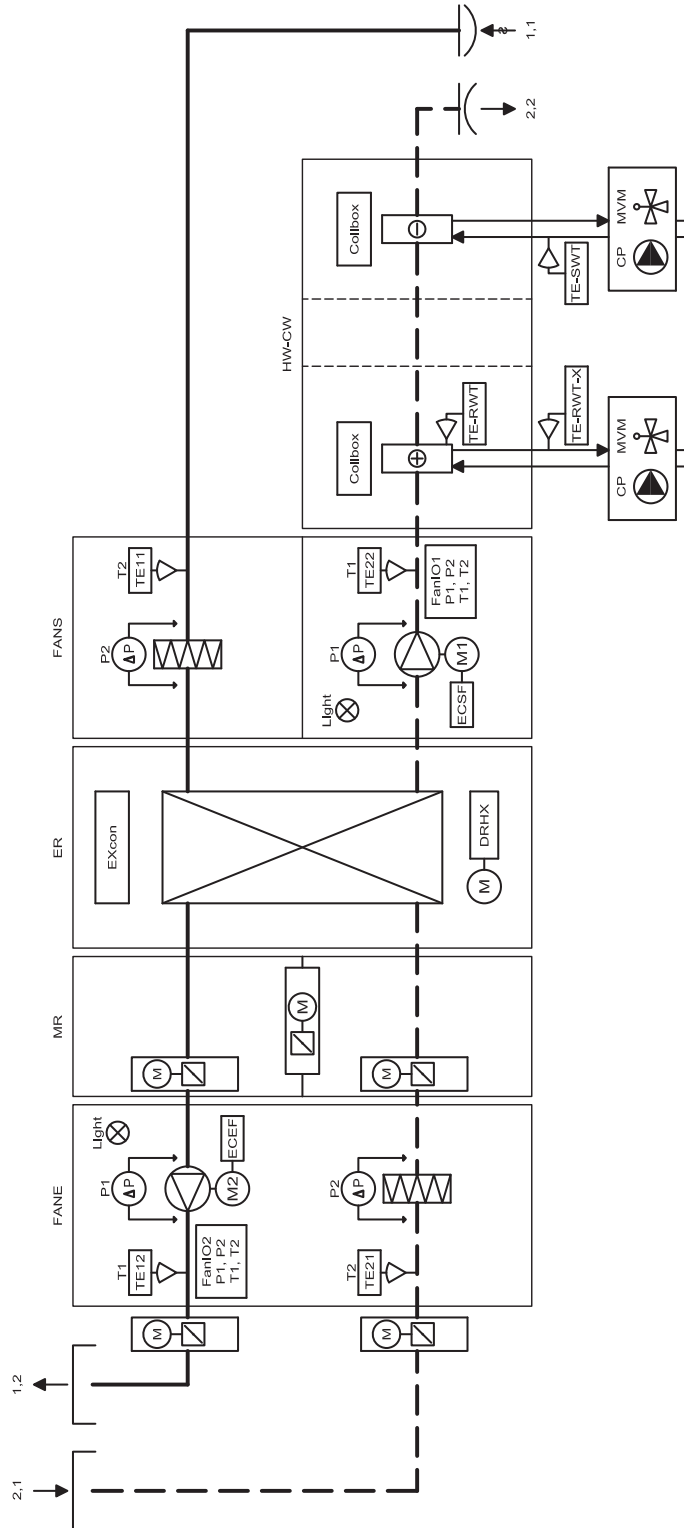 2,1
1,2
FANE
T1
TE12
P1
ΔP
Light
FanIO2
P1, P2
T1, T2
M2
ECEF
T2
TE21
P2
ΔP
M
M
MR
M
M
M
ER
EXcon
M
DRHX
FANS
P2
ΔP
T2
TE11
Light
P1
ΔP
T1
TE22
M1
ECSF
FanIO1
P1, P2
T1, T2
HW-CW
Coilbox
Coilbox
TE-RWT
TE-RWT-X
TE-SWT
CP
MVM
CP
MVM
2,2
1,1